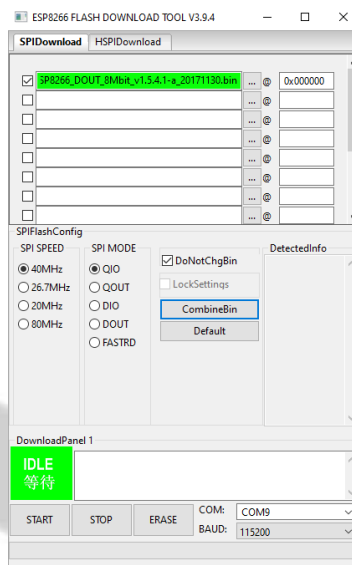 ESP8266 FLASH DOWNLOAD TOOL V3.9.4
SPIDownload HSPIDownload
SP8266_DOUT_8Mbit_v1.5.4.1-a_20171130.bin ... @ 0x000000
... @
... @
... @
... @
... @
... @
... @
SPIFlashConfig
SPI SPEED SPI MODE DetectedInfo
40MHz QIO DoNotChgBin
26.7MHz QOUT LockSettings
20MHz DIO CombineBin
80MHz DOUT Default
FASTRD
DownloadPanel 1
IDLE
等待
START STOP ERASE COM: COM9
BAUD: 115200